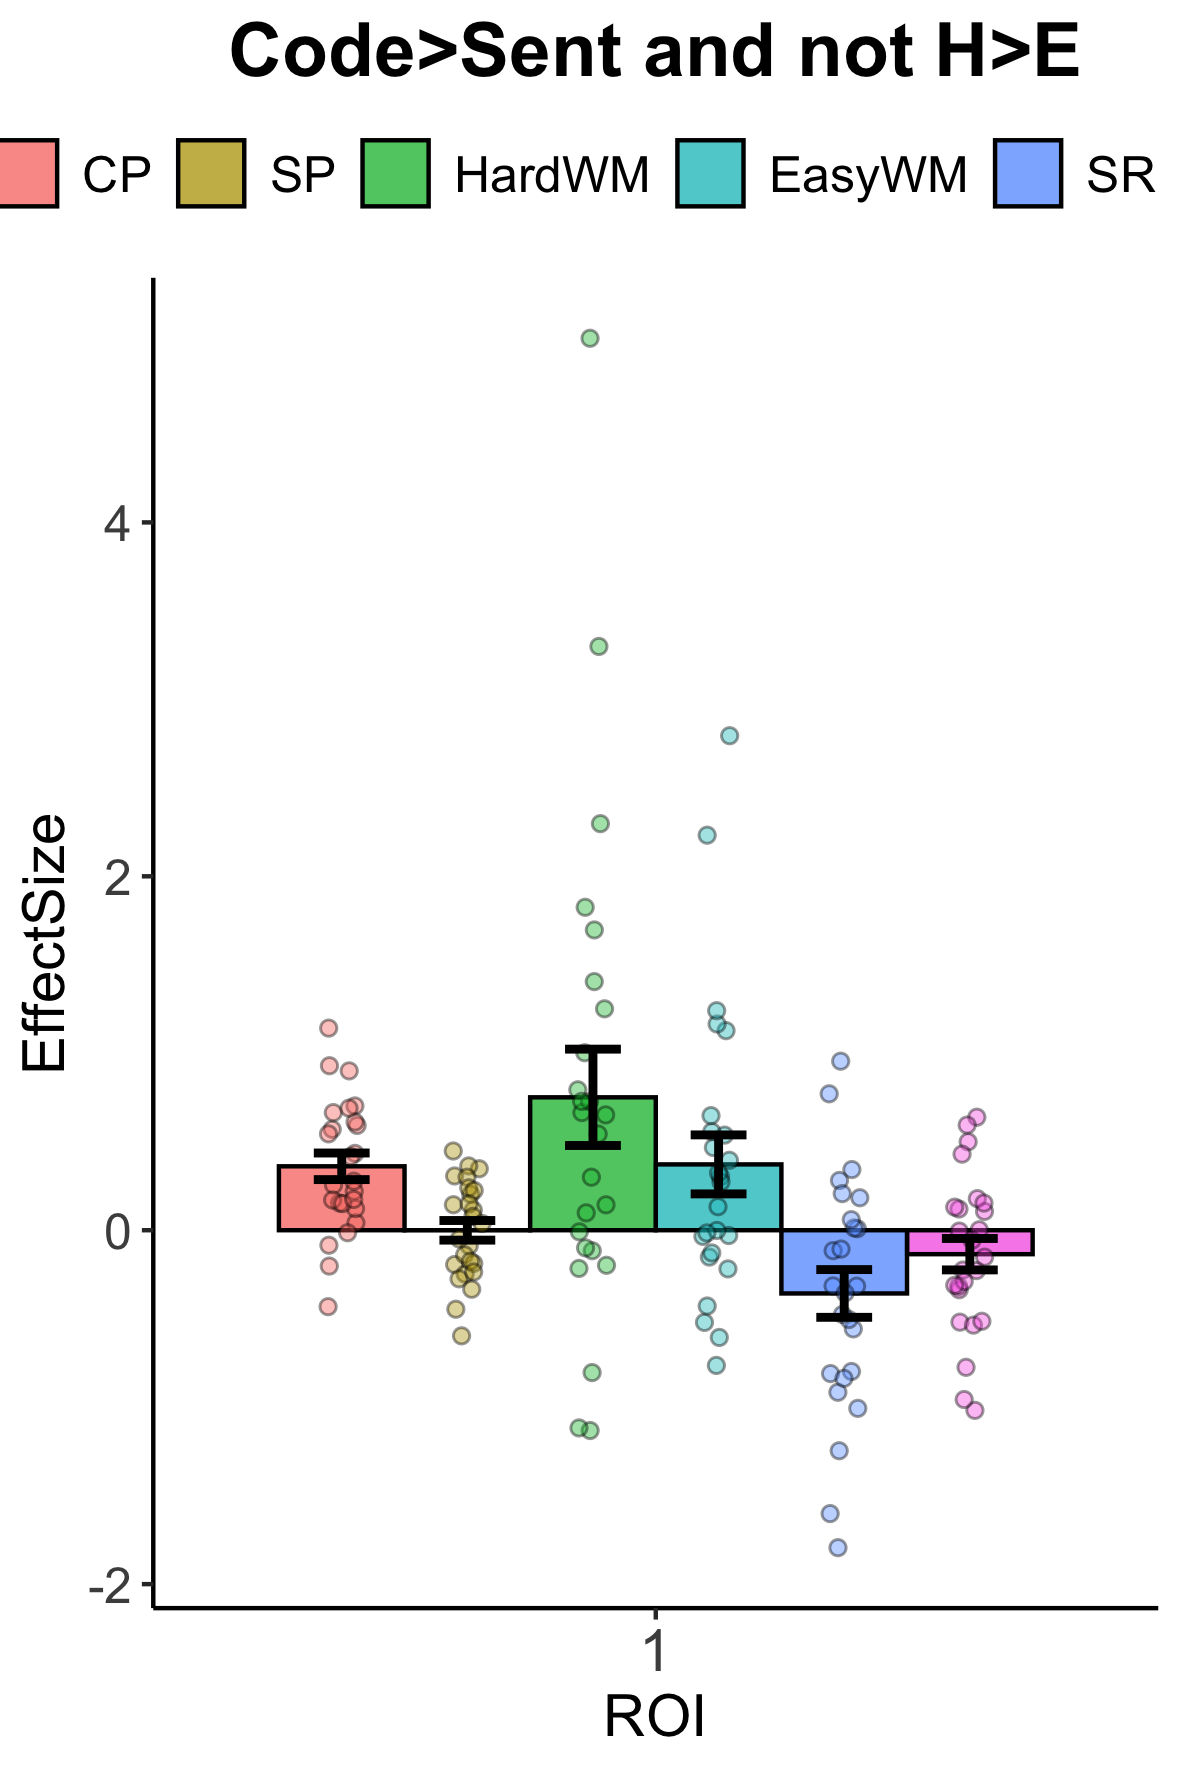 Code>Sent and not H>E
CP SP HardWM EasyWM SR
4
2
0
-2
EffectSize
1
ROI